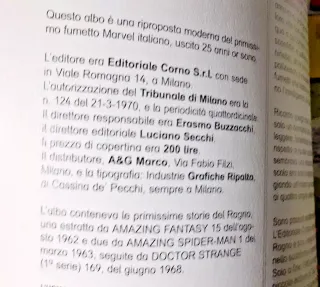 Questo albo è una riproposta moderna del primissi-
mo fumetto Marvel italiano, uscito 25 anni or sono.
L'editore era Editoriale Corno S.r.l. con sede
in Viale Romagna 14, a Milano.
L'autorizzazione del Tribunale di Milano era la
n. 124 del 21-3-1970, e la periodicità quattordicinale.
Il direttore responsabile era Erasmo Buzzacchi,
il direttore editoriale Luciano Secchi.
Il prezzo di copertina era 200 lire.
Il distributore, A&G Marco, Via Fabio Filzi,
Milano, e la tipografia: Industrie Grafiche Ripalta,
di Cassina de' Pecchi, sempre a Milano.
L'albo conteneva le primissime storie del Ragno,
una estratta da AMAZING FANTASY 15 dell'ago-
sto 1962 e due da AMAZING SPIDER-MAN 1 del
marzo 1963, seguite da DOCTOR STRANGE
(1ª serie) 169, del giugno 1968.